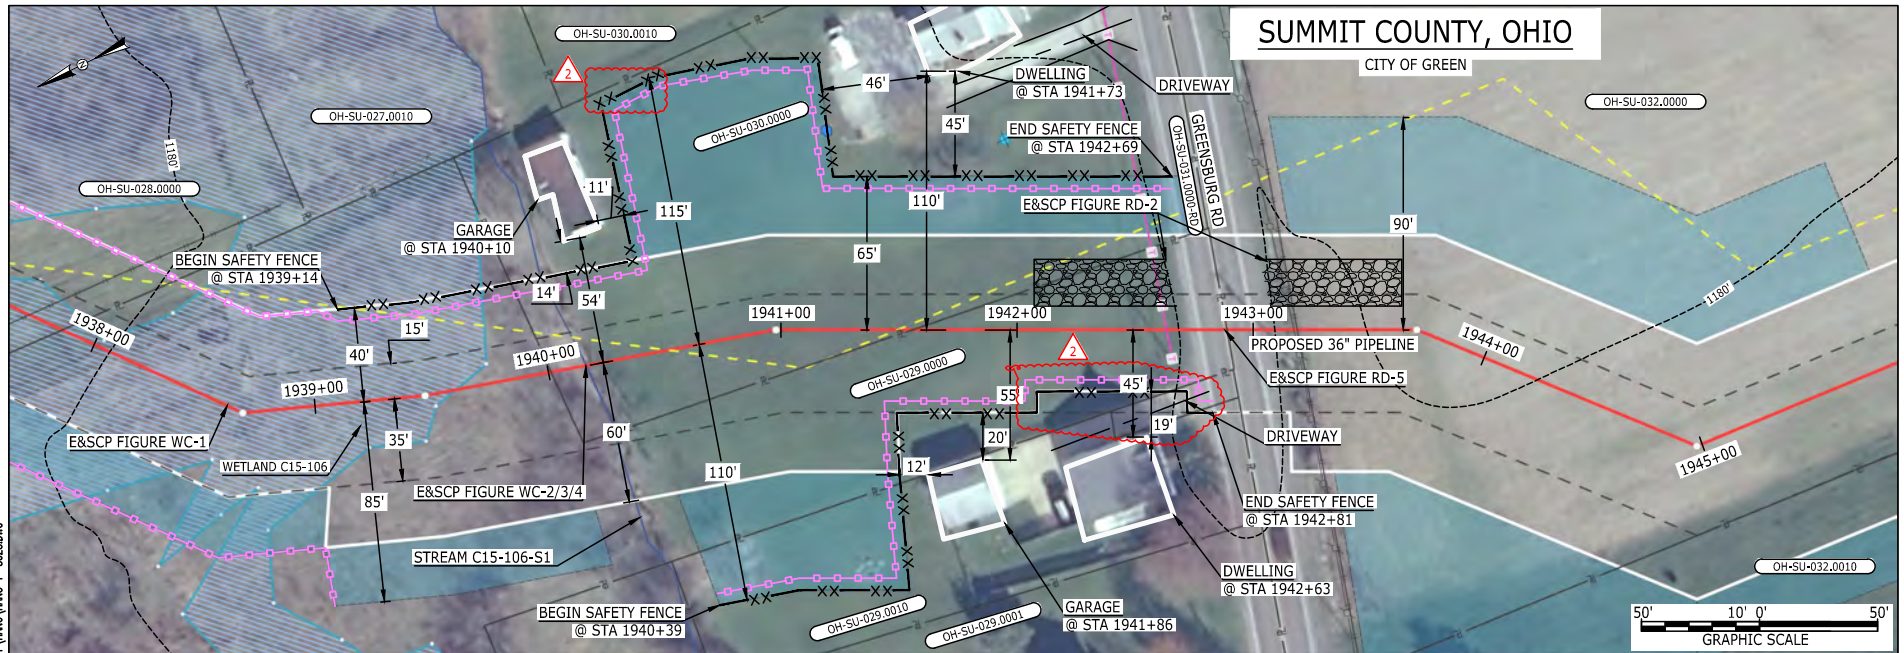 SUMMIT COUNTY, OHIO
CITY OF GREEN
OH-SU-030.0010
OH-SU-027.0010
OH-SU-028.0000
OH-SU-030.0000
OH-SU-032.0000
N
2
1180'
46'
DWELLING
@ STA 1941+73
DRIVEWAY
45'
END SAFETY FENCE
@ STA 1942+69
OH-SU-031.0000-RD
GREENSBURG RD
E&SCP FIGURE RD-2
11'
115'
110'
65'
90'
GARAGE
@ STA 1940+10
BEGIN SAFETY FENCE
@ STA 1939+14
14'
54'
15'
40'
1938+00
1939+00
1940+00
1941+00
1942+00
1943+00
1944+00
1945+00
1180'
PROPOSED 36" PIPELINE
2
E&SCP FIGURE RD-5
OH-SU-029.0000
55'
45'
19'
20'
12'
DRIVEWAY
E&SCP FIGURE WC-1
WETLAND C15-106
35'
60'
110'
85'
E&SCP FIGURE WC-2/3/4
STREAM C15-106-S1
END SAFETY FENCE
@ STA 1942+81
DWELLING
@ STA 1942+63
GARAGE
@ STA 1941+86
BEGIN SAFETY FENCE
@ STA 1940+39
OH-SU-029.0010
OH-SU-029.0001
OH-SU-032.0010
50' 10' 0' 50'
GRAPHIC SCALE